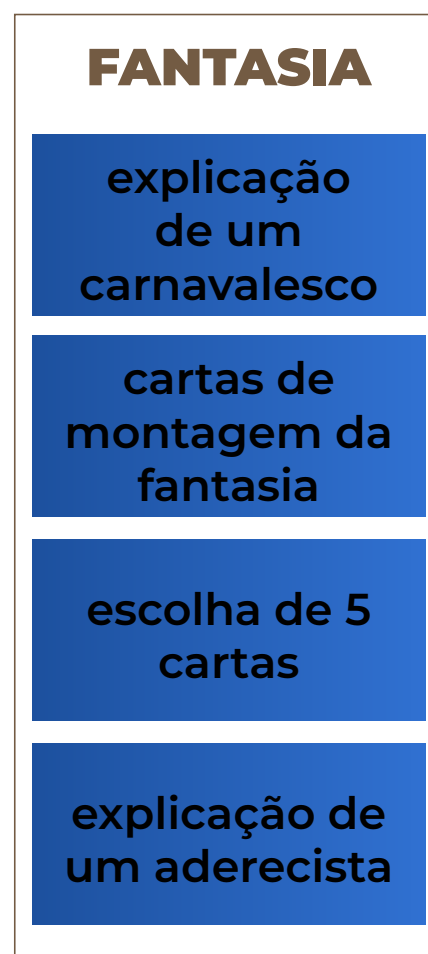 FANTASIA
explicação
de um
carnavalesco
cartas de
montagem da
fantasia
escolha de 5
cartas
explicação de
um aderecista